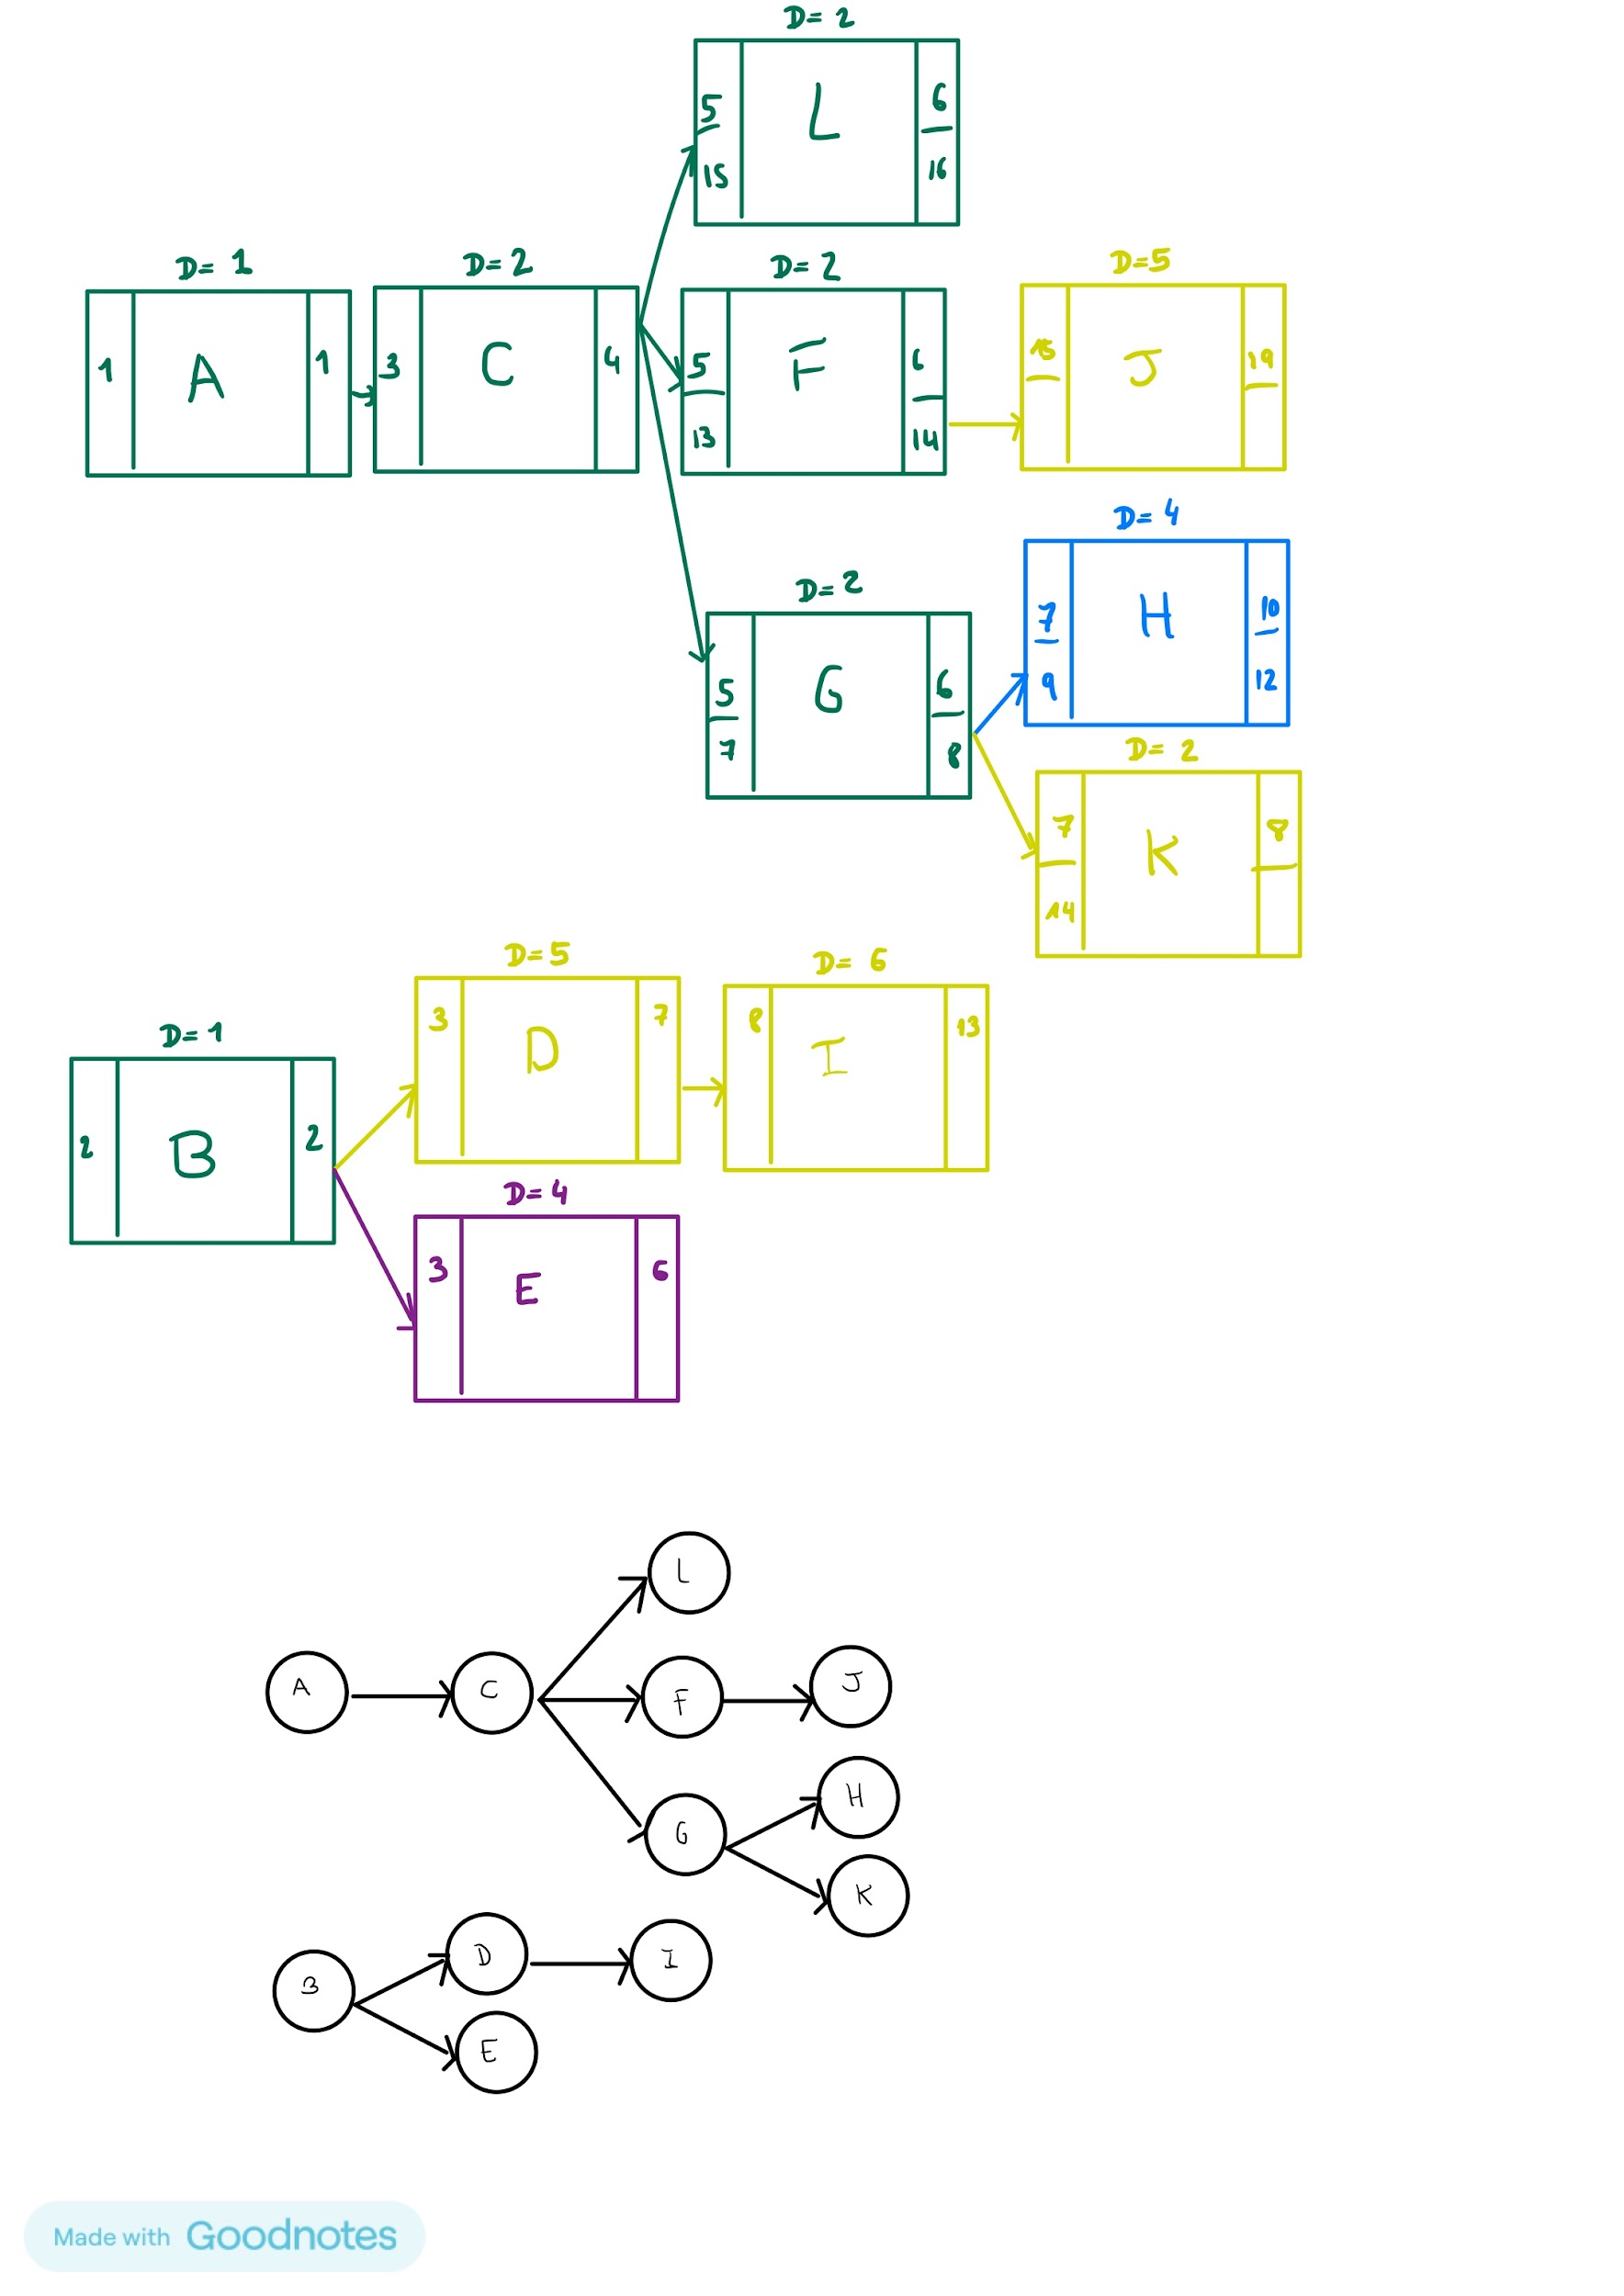 D= 2
L
5
15
6
16
D= 1
1
A
1
D= 2
3
C
4
D=2
5
13
F
6
14
D=5
15
J
19
D= 4
7
9
H
10
12
D= 2
5
7
G
6
8
D= 2
7
14
K
8
D= 1
2
B
2
D=5
3
D
7
D= 6
8
I
13
D=4
3
E
6
L
A
C
F
J
G
H
K
B
D
I
E
Made with Goodnotes